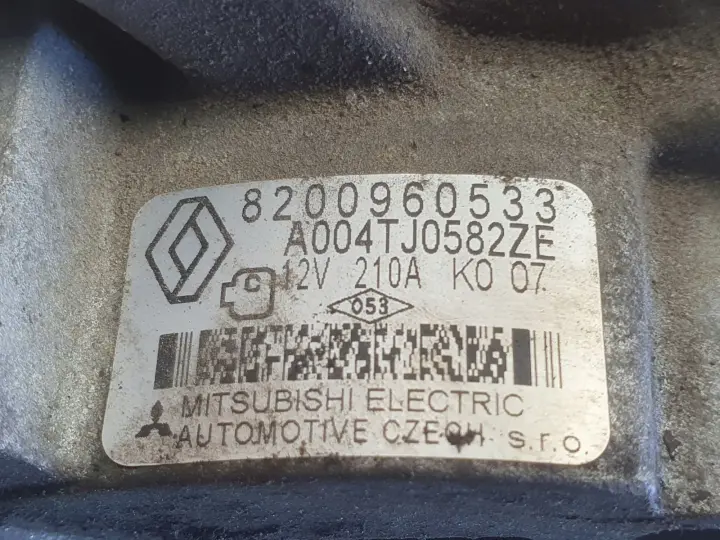 8200960533
A004TJ0582ZE
12V 210A KO 07
053
MITSUBISHI ELECTRIC
AUTOMOTIVE CZECH s.r.o